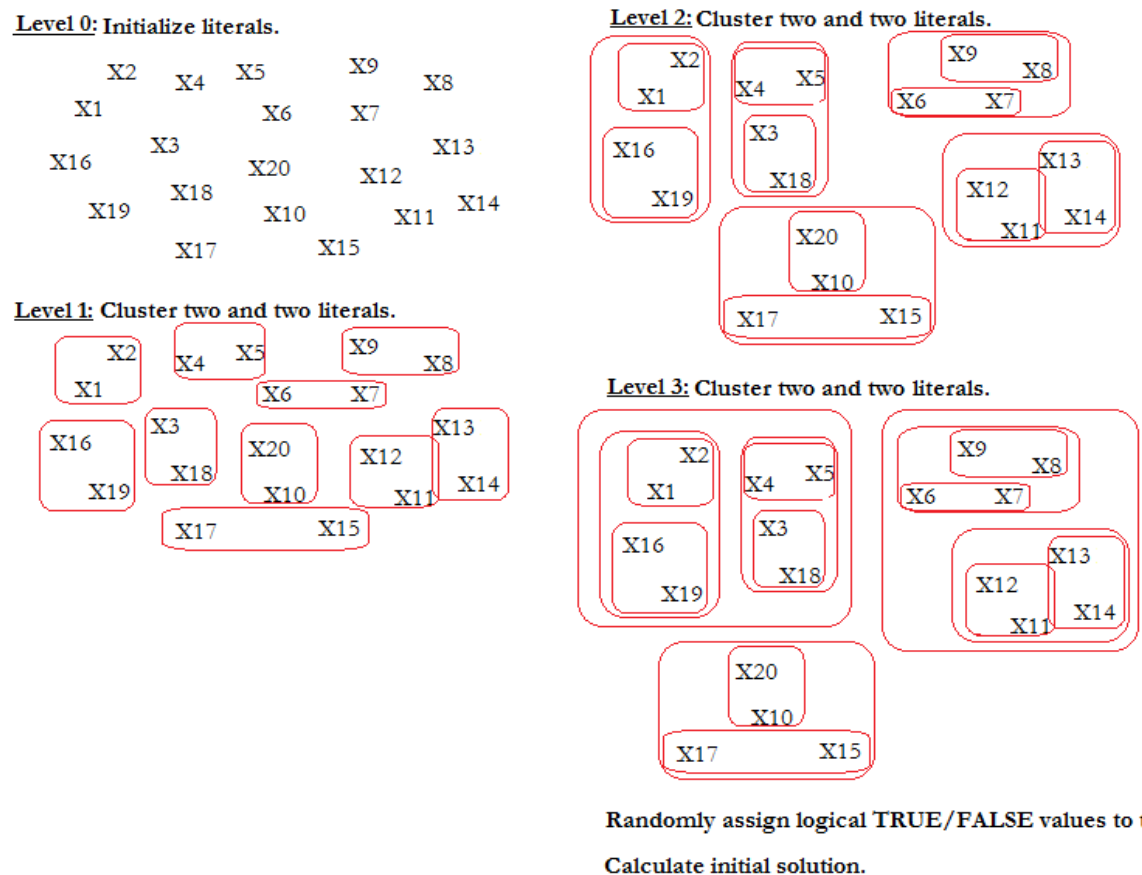 Level 0: Initialize literals.
X2 X4 X5 X9 X8
X1 X6 X7
X16 X3 X20 X12 X13
X19 X18 X10 X11 X14
X17 X15
Level 1: Cluster two and two literals.
X2 X4 X5 X9 X8
X1 X6 X7
X16 X3 X20 X12 X13
X19 X18 X10 X11 X14
X17 X15
Level 2: Cluster two and two literals.
X2 X4 X5 X9 X8
X1 X6 X7
X16 X3 X12 X13
X19 X18 X11 X14
X20
X10
X17 X15
Level 3: Cluster two and two literals.
X2 X4 X5 X9 X8
X1 X6 X7
X16 X3 X12 X13
X19 X18 X11 X14
X20
X10
X17 X15
Randomly assign logical TRUE/FALSE values to
Calculate initial solution.